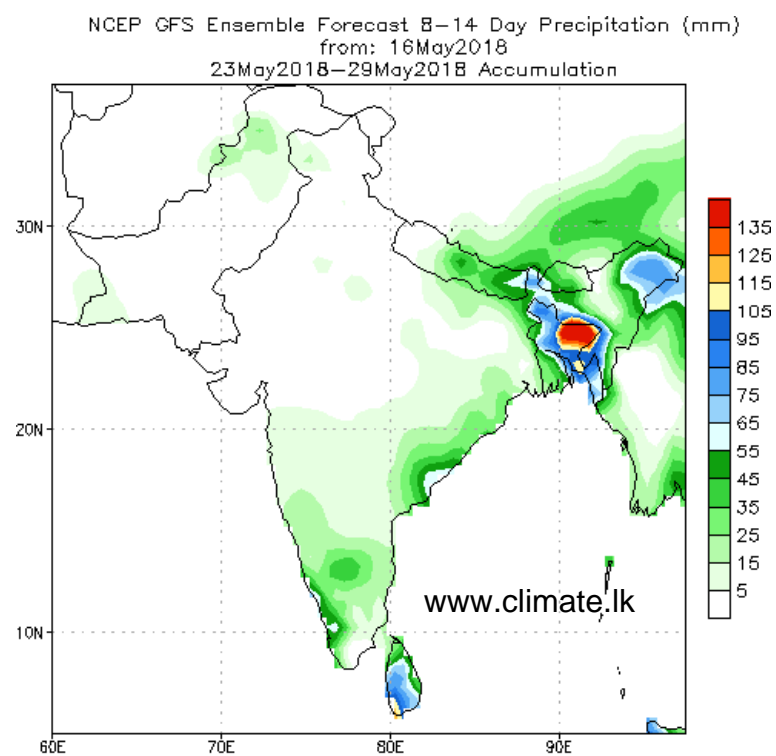 NCEP GFS Ensemble Forecast 8-14 Day Precipitation (mm)
from: 16May2018
23May2018-29May2018 Accumulation
30N
20N
10N
60E
70E
80E
90E
135
125
115
105
95
85
75
65
55
45
35
25
15
5
www.climate.lk